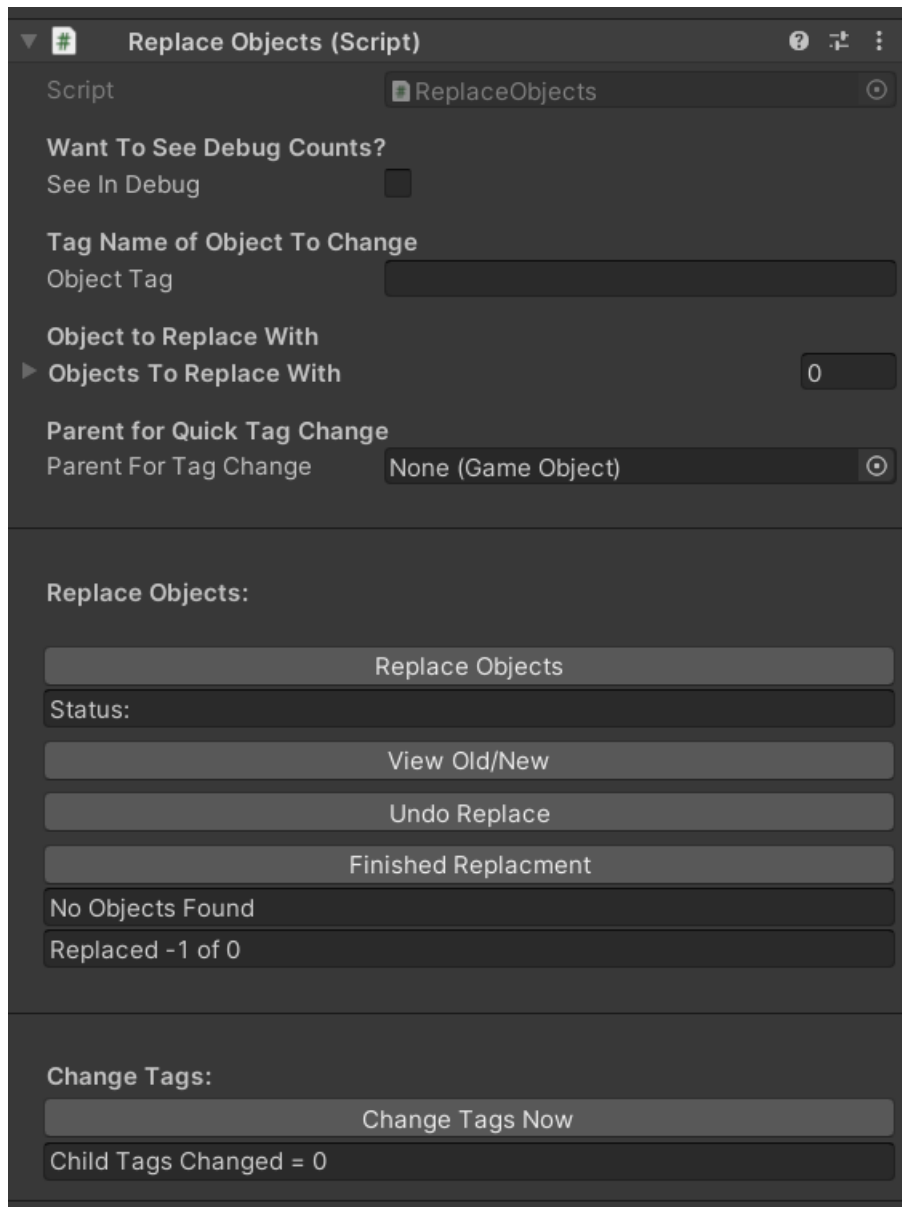 Replace Objects (Script)
Script ReplaceObjects
Want To See Debug Counts?
See In Debug
Tag Name of Object To Change
Object Tag
Object to Replace With
Objects To Replace With 0
Parent for Quick Tag Change
Parent For Tag Change None (Game Object)
Replace Objects:
Replace Objects
Status:
View Old/New
Undo Replace
Finished Replacment
No Objects Found
Replaced -1 of 0
Change Tags:
Change Tags Now
Child Tags Changed = 0